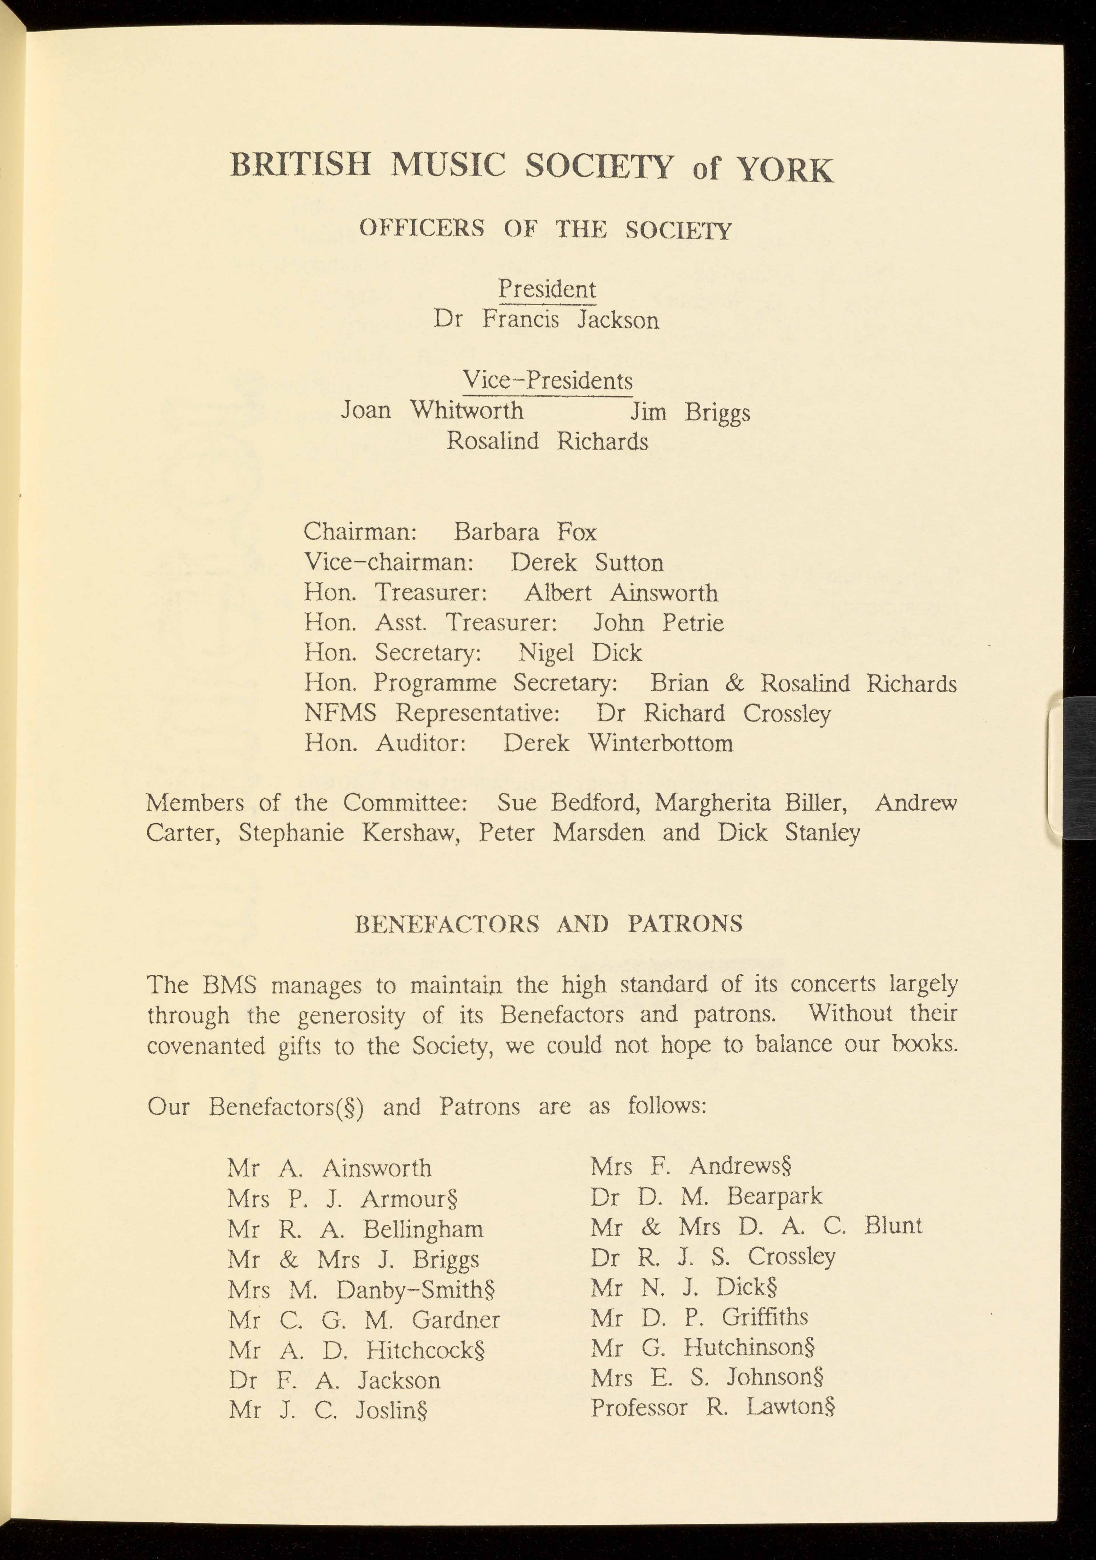 BRITISH MUSIC SOCIETY of YORK
OFFICERS OF THE SOCIETY
President
Dr Francis Jackson
Vice-Presidents
Joan Whitworth Jim Briggs
Rosalind Richards
Chairman: Barbara Fox
Vice-chairman: Derek Sutton
Hon. Treasurer: Albert Ainsworth
Hon. Asst. Treasurer: John Petrie
Hon. Secretary: Nigel Dick
Hon. Programme Secretary: Brian & Rosalind Richards
NFMS Representative: Dr Richard Crossley
Hon. Auditor: Derek Winterbottom
Members of the Committee: Sue Bedford, Margherita Biller, Andrew
Carter, Stephanie Kershaw, Peter Marsden and Dick Stanley
BENEFACTORS AND PATRONS
The BMS manages to maintain the high standard of its concerts largely
through the generosity of its Benefactors and patrons. Without their
covenanted gifts to the Society, we could not hope to balance our books.
Our Benefactors(§) and Patrons are as follows:
Mr A. Ainsworth
Mrs P. J. Armour§
Mr R. A. Bellingham
Mr & Mrs J. Briggs
Mrs M. Danby-Smith§
Mr C. G. M. Gardner
Mr A. D. Hitchcock§
Dr F. A. Jackson
Mr J. C. Joslin§
Mrs F. Andrews§
Dr D. M. Bearpark
Mr & Mrs D. A. C. Blunt
Dr R. J. S. Crossley
Mr N. J. Dick§
Mr D. P. Griffiths
Mr G. Hutchinson§
Mrs E. S. Johnson§
Professor R. Lawton§